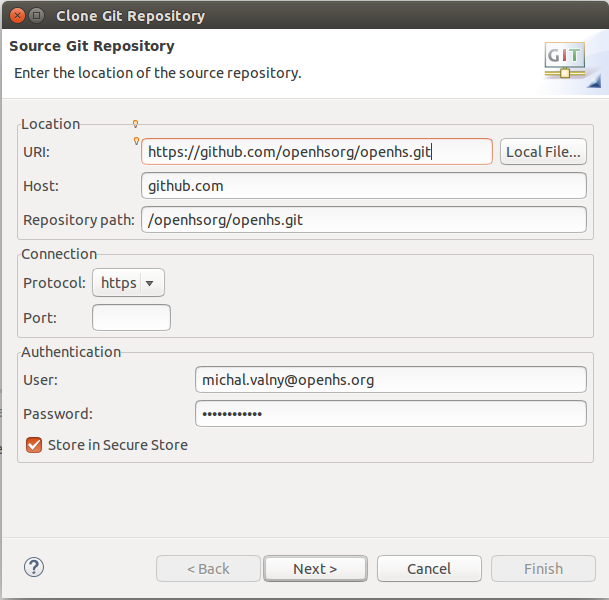 Clone Git Repository
Source Git Repository
Enter the location of the source repository.
GIT
Location
URI: https://github.com/openhsorg/openhs.git Local File...
Host: github.com
Repository path: /openhsorg/openhs.git
Connection
Protocol: https
Port:
Authentication
User: michal.valny@openhs.org
Password: ••••••••••••
Store in Secure Store
? < Back Next > Cancel Finish